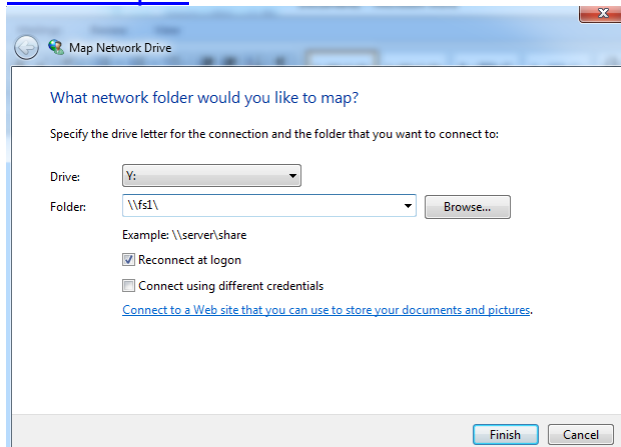 Map Network Drive
What network folder would you like to map?
Specify the drive letter for the connection and the folder that you want to connect to:
Drive: Y:
Folder: \\fs1\ Browse...
Example: \\server\share
Reconnect at logon
Connect using different credentials
Connect to a Web site that you can use to store your documents and pictures.
Finish Cancel